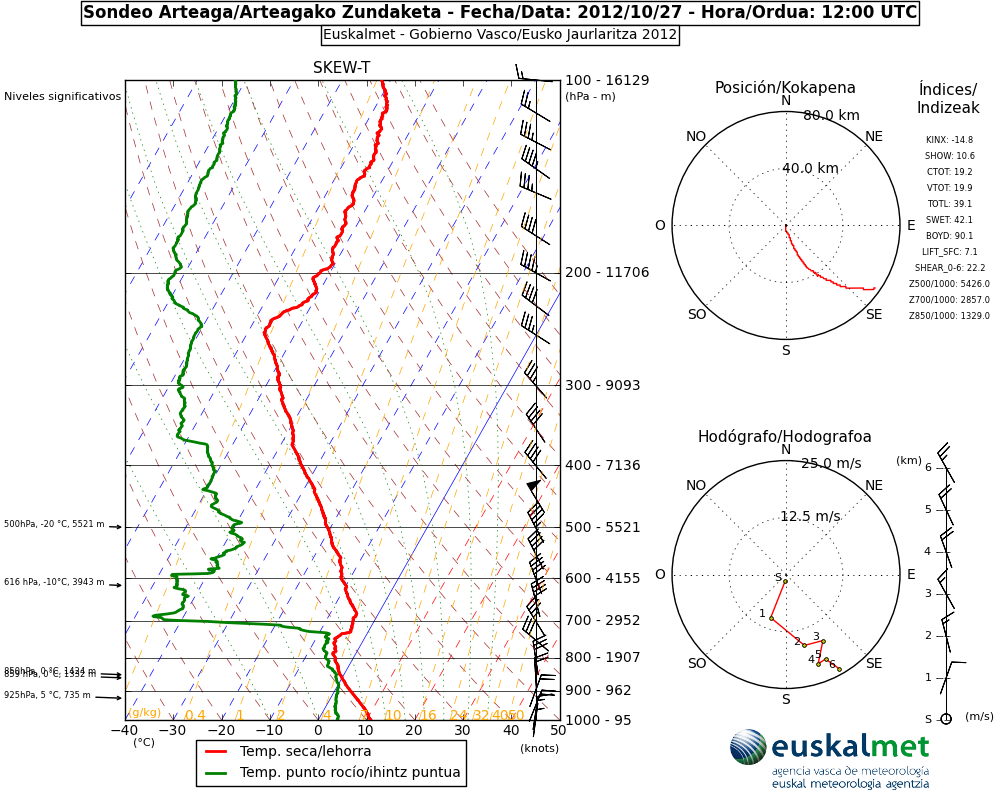 Sondeo Arteaga/Arteagako Zundaketa - Fecha/Data: 2012/10/27 - Hora/Ordua: 12:00 UTC
Euskalmet - Gobierno Vasco/Eusko Jaurlaritza 2012
SKEW-T
Niveles significativos
500hPa, -20 °C, 5521 m
616 hPa, -10°C, 3943 m
925hPa, 5 °C, 735 m
100 - 16129
(hPa - m)
200 - 11706
300 - 9093
400 - 7136
500 - 5521
600 - 4155
700 - 2952
800 - 1907
900 - 962
1000 - 95
(g/kg) 0.4 1 2 4 10 16 24 32
−40 −30 −20 −10 0 10 20 30 40 50
(°C)
(knots)
Temp. seca/lehorra
Temp. punto rocío/ihintz puntua
Posición/Kokapena
N
80.0 km
NO
NE
40.0 km
O
E
SO
SE
S
Índices/
Indizeak
KINX: -14.8
SHOW: 10.6
CTOT: 19.2
VTOT: 19.9
TOTL: 39.1
SWET: 42.1
BOYD: 90.1
LIFT_SFC: 7.1
SHEAR_0-6: 22.2
Z500/1000: 5426.0
Z700/1000: 2857.0
Z850/1000: 1329.0
Hodógrafo/Hodografoa
N
25.0 m/s
NO
NE
12.5 m/s
O
E
S
1
2
3
4
5
6
SO
SE
S
(km)
6
5
4
3
2
1
S
(m/s)
euskalmet
agencia vasca de meteorología
euskal meteorologia agentzia